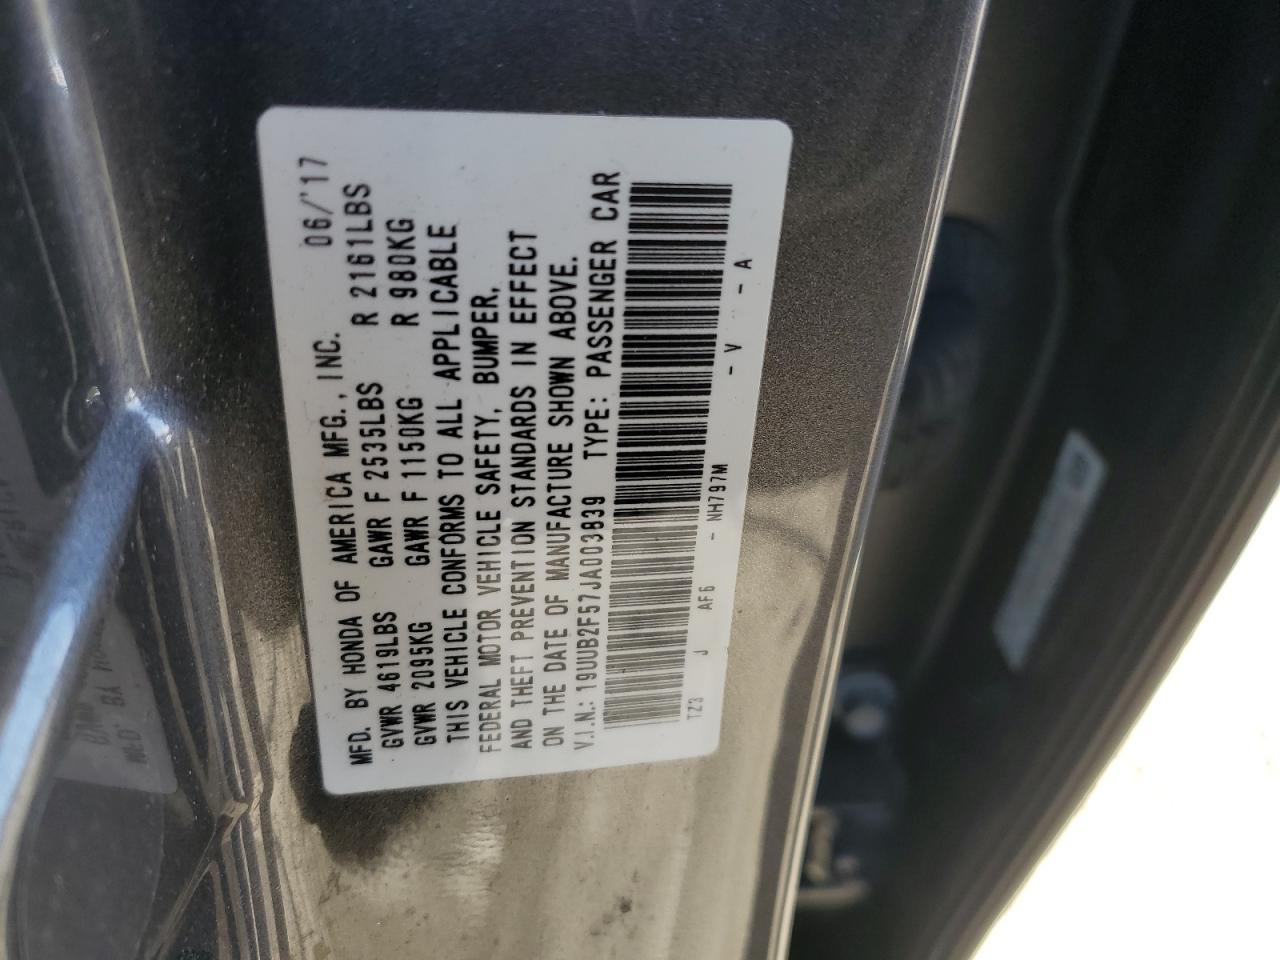 MFD. BY HONDA OF AMERICA MFG., INC. 06/'17
GVWR 4619LBS GAWR F 2535LBS R 2161LBS
GVWR 2095KG GAWR F 1150KG R 980KG
THIS VEHICLE CONFORMS TO ALL APPLICABLE
FEDERAL MOTOR VEHICLE SAFETY, BUMPER,
AND THEFT PREVENTION STANDARDS IN EFFECT
ON THE DATE OF MANUFACTURE SHOWN ABOVE.
V.I.N.: 19UUB2F57JA003839 TYPE: PASSENGER CAR
TZ3 J AF6 - NH797M - V - A